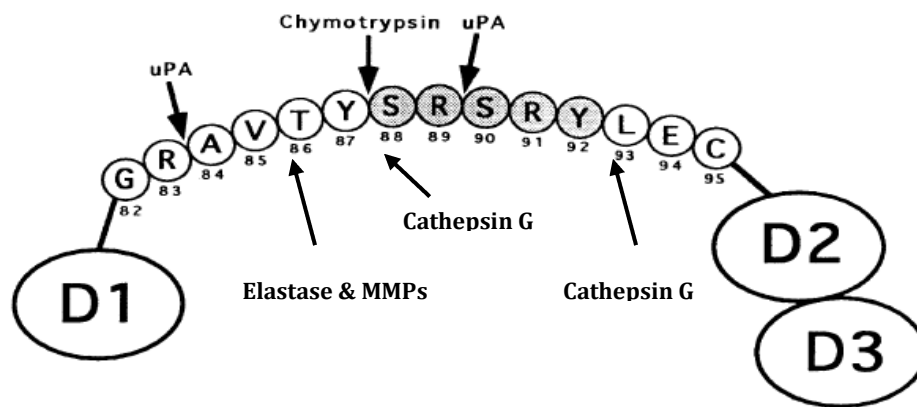 Chymotrypsin uPA
uPA
G R A V T Y S R S R Y L E C
82 83 84 85 86 87 88 89 90 91 92 93 94 95
Cathepsin G
D1
Elastase & MMPs
Cathepsin G
D2
D3